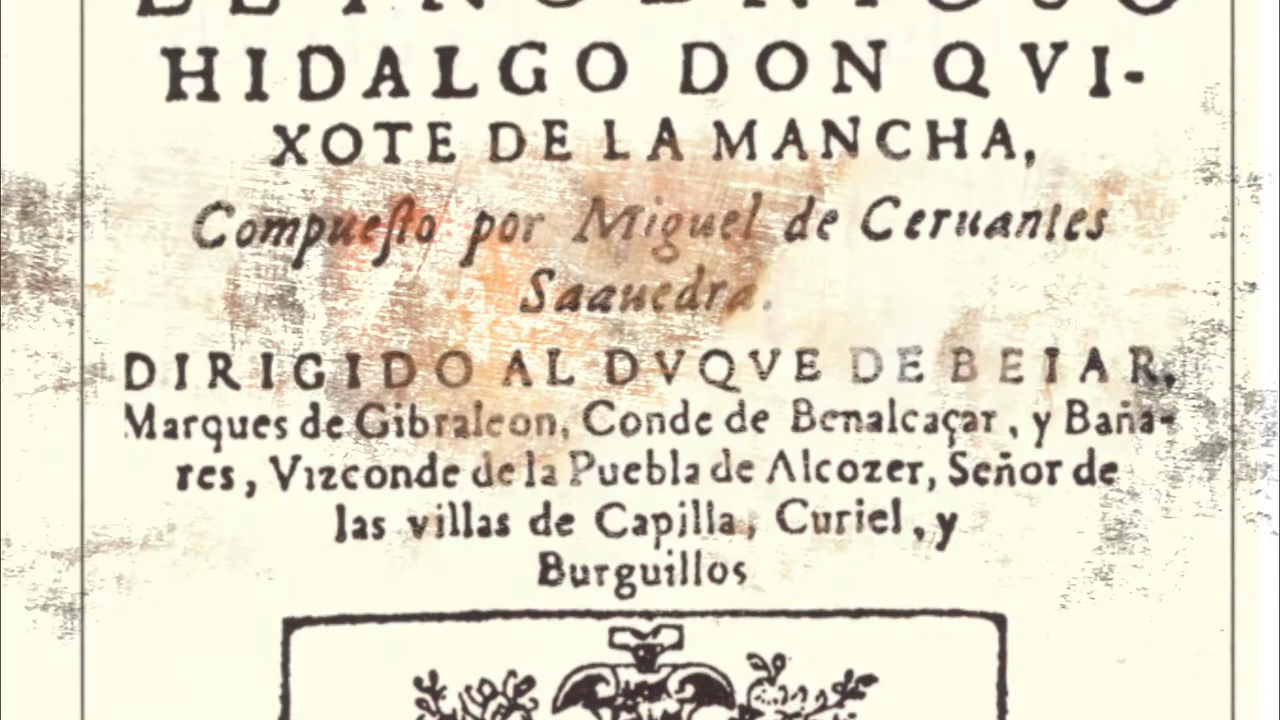 EL INGENIOSO
HIDALGO DON QVI-
XOTE DE LA MANCHA,
Compueſto por Miguel de Ceruantes
Saauedra.
DIRIGIDO AL DVQVE DE BEIAR,
Marques de Gibraleon, Conde de Benalcaçar, y Baña-
res, Vizconde de la Puebla de Alcozer, Señor de
las villas de Capilla, Curiel, y
Burguillos